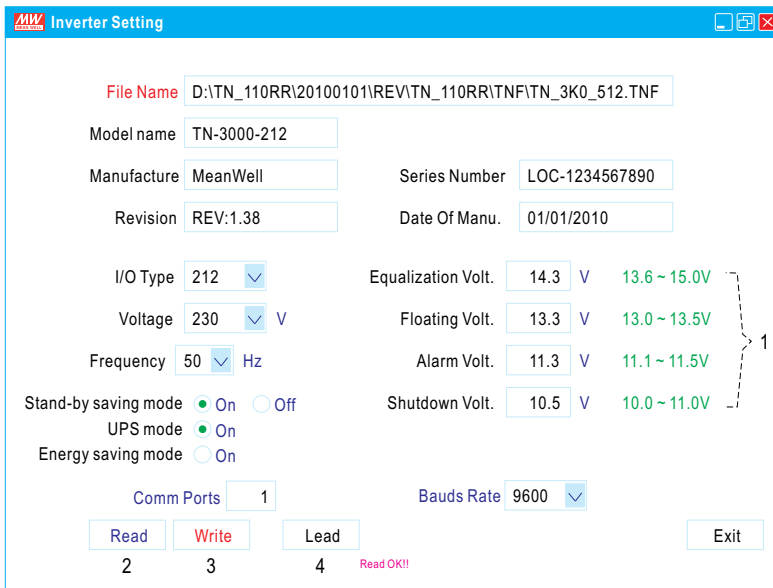 MW MEAN WELL Inverter Setting
File Name D:\TN_110RR\20100101\REV\TN_110RR\TNF\TN_3K0_512.TNF
Model name TN-3000-212
Manufacture MeanWell Series Number LOC-1234567890
Revision REV:1.38 Date Of Manu. 01/01/2010
I/O Type 212 Equalization Volt. 14.3 V 13.6 ~ 15.0V
Voltage 230 V Floating Volt. 13.3 V 13.0 ~ 13.5V
1
Frequency 50 Hz Alarm Volt. 11.3 V 11.1 ~ 11.5V
Stand-by saving mode On Off Shutdown Volt. 10.5 V 10.0 ~ 11.0V
UPS mode On
Energy saving mode On
Comm Ports 1 Bauds Rate 9600
Read Write Lead Exit
2 3 4 Read OK!!